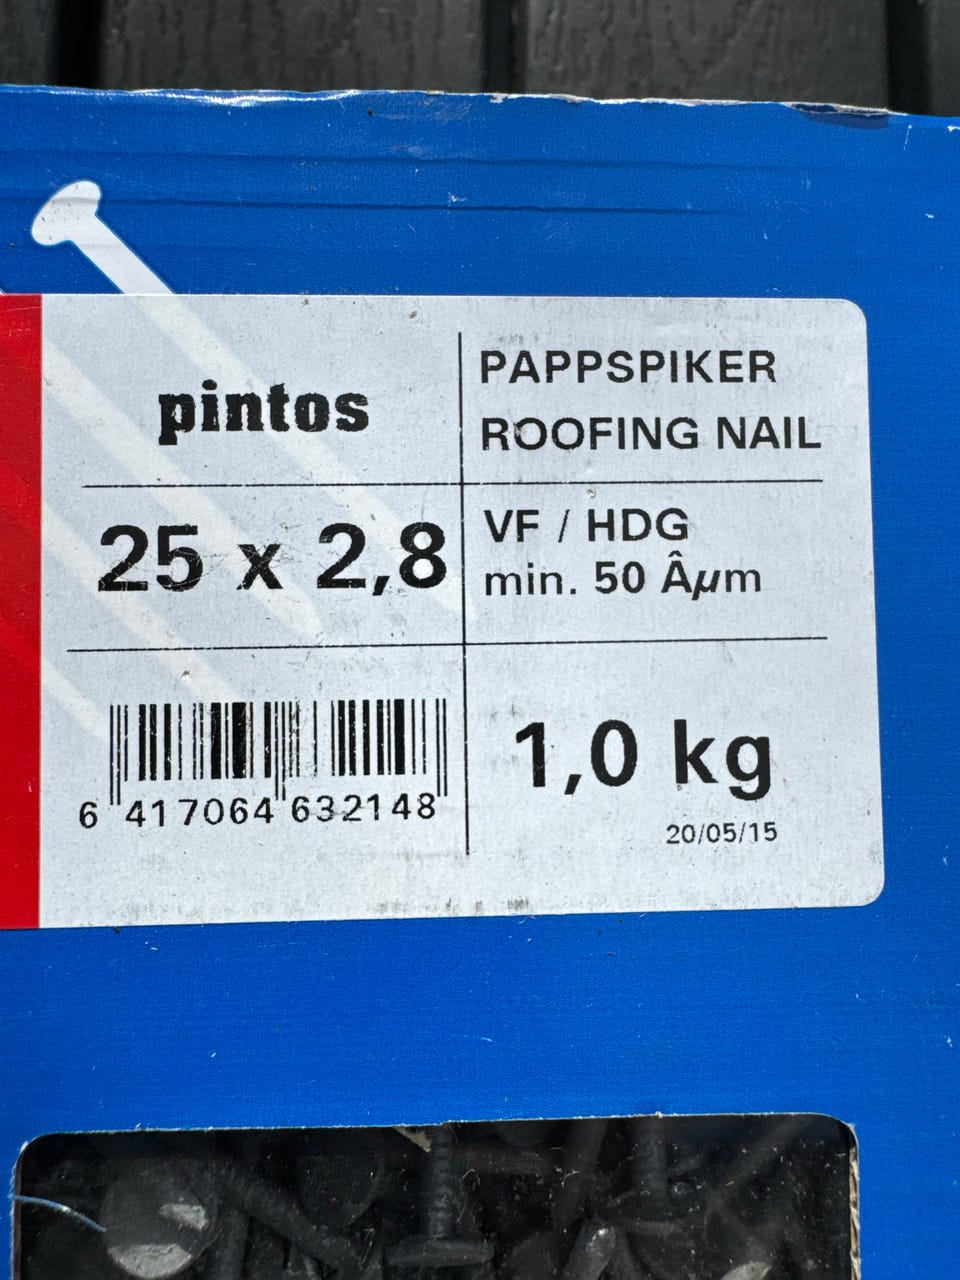 pintos
PAPPSPIKER
ROOFING NAIL
25 x 2,8
VF / HDG
min. 50 Âµm
6 417064 632148
1,0 kg
20/05/15